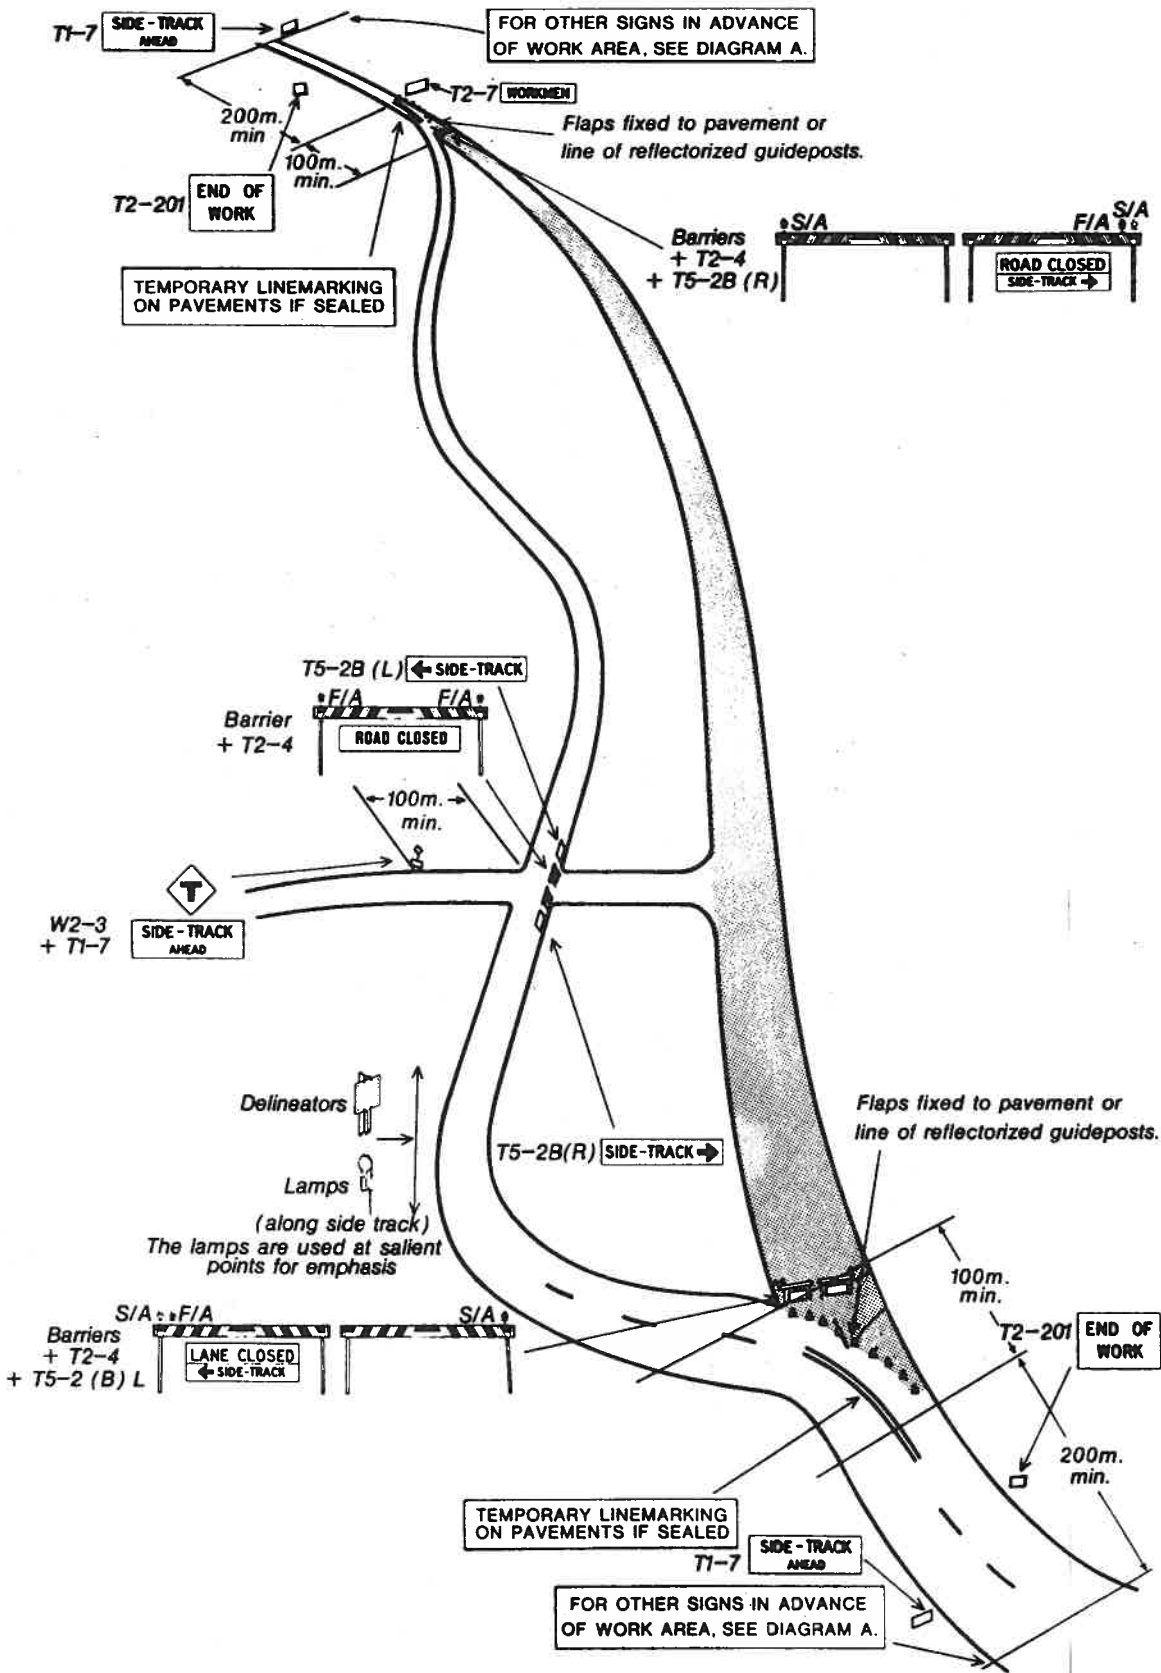 T1-7
SIDE-TRACK
AHEAD
FOR OTHER SIGNS IN ADVANCE
OF WORK AREA, SEE DIAGRAM A.
T2-7 WORKMEN
200m.
min
Flaps fixed to pavement or
line of reflectorized guideposts.
100m.
min.
T2-201
END OF
WORK
Barriers
+ T2-4
+ T5-2B (R)
S/A
F/A
S/A
ROAD CLOSED
SIDE-TRACK →
TEMPORARY LINEMARKING
ON PAVEMENTS IF SEALED
T5-2B (L) ← SIDE-TRACK
F/A
F/A
Barrier
+ T2-4
ROAD CLOSED
100m.
min.
T
W2-3
+ T1-7
SIDE-TRACK
AHEAD
Delineators
Lamps
(along side track)
The lamps are used at salient
points for emphasis
T5-2B(R) SIDE-TRACK →
Flaps fixed to pavement or
line of reflectorized guideposts.
S/A
F/A
S/A
Barriers
+ T2-4
+ T5-2 (B) L
LANE CLOSED
← SIDE-TRACK
100m.
min.
T2-201
END OF
WORK
200m.
min.
TEMPORARY LINEMARKING
ON PAVEMENTS IF SEALED
T1-7
SIDE-TRACK
AHEAD
FOR OTHER SIGNS IN ADVANCE
OF WORK AREA, SEE DIAGRAM A.